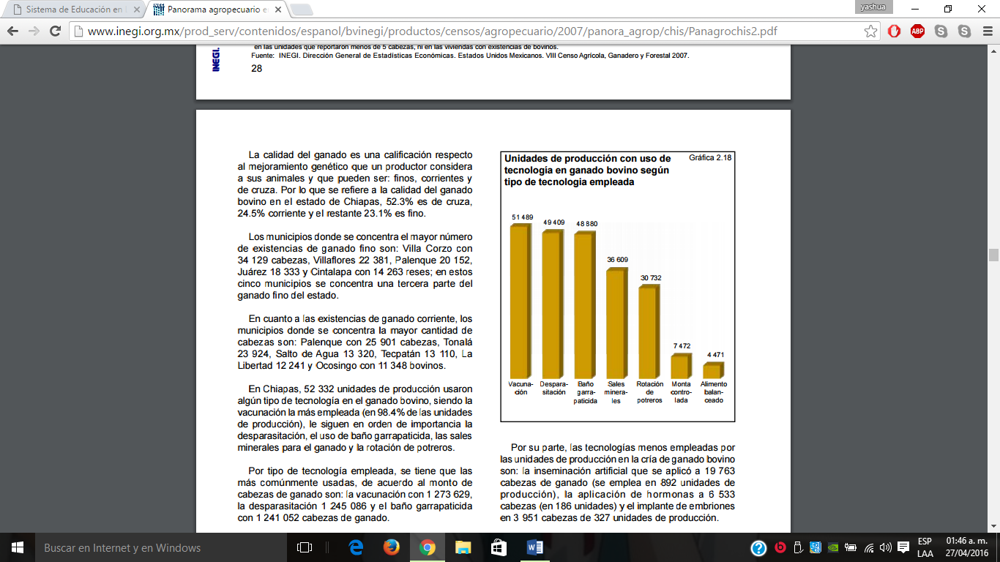 Sistema de Educación en
Panorama agropecuario e
yashua
www.inegi.org.mx/prod_serv/contenidos/espanol/bvinegi/productos/censos/agropecuario/2007/panora_agrop/chis/Panagrochis2.pdf
ABP
en las unidades que reportaron menos de 5 cabezas, ni en las viviendas con existencias de bovinos.
Fuente: INEGI. Dirección General de Estadísticas Económicas. Estados Unidos Mexicanos. VIII Censo Agrícola, Ganadero y Forestal 2007.
INEGI.
28
La calidad del ganado es una calificación respecto
al mejoramiento genético que un productor considera
a sus animales y que pueden ser: finos, corrientes y
de cruza. Por lo que se refiere a la calidad del ganado
bovino en el estado de Chiapas, 52.3% es de cruza,
24.5% corriente y el restante 23.1% es fino.
Los municipios donde se concentra el mayor número
de existencias de ganado fino son: Villa Corzo con
34 129 cabezas, Villaflores 22 381, Palenque 20 152,
Juárez 18 333 y Cintalapa con 14 263 reses; en estos
cinco municipios se concentra una tercera parte del
ganado fino del estado.
En cuanto a las existencias de ganado corriente, los
municipios donde se concentra la mayor cantidad de
cabezas son: Palenque con 25 901 cabezas, Tonalá
23 924, Salto de Agua 13 320, Tecpatán 13 110, La
Libertad 12 241 y Ocosingo con 11 348 bovinos.
En Chiapas, 52 332 unidades de producción usaron
algún tipo de tecnología en el ganado bovino, siendo la
vacunación la más empleada (en 98.4% de las unidades
de producción), le siguen en orden de importancia la
desparasitación, el uso de baño garrapaticida, las sales
minerales para el ganado y la rotación de potreros.
Por tipo de tecnología empleada, se tiene que las
más comúnmente usadas, de acuerdo al monto de
cabezas de ganado son: la vacunación con 1 273 629,
la desparasitación 1 245 086 y el baño garrapaticida
con 1 241 052 cabezas de ganado.
Unidades de producción con uso de
tecnología en ganado bovino según
tipo de tecnologia empleada
Gráfica 2.18
51 489
49 409
48 880
36 609
30 732
7 472
4 471
Vacuna-
ción
Despara-
sitación
Baño
garra-
paticida
Sales
minera-
les
Rotación
de
potreros
Monta
contro-
lada
Alimento
balan-
ceado
Por su parte, las tecnologías menos empleadas por
las unidades de producción en la cría de ganado bovino
son: la inseminación artificial que se aplicó a 19 763
cabezas de ganado (se emplea en 892 unidades de
producción), la aplicación de hormonas a 6 533
cabezas (en 186 unidades) y el implante de embriones
en 3 951 cabezas de 327 unidades de producción.
Buscar en Internet y en Windows
ESP
LAA
01:46 a. m.
27/04/2016